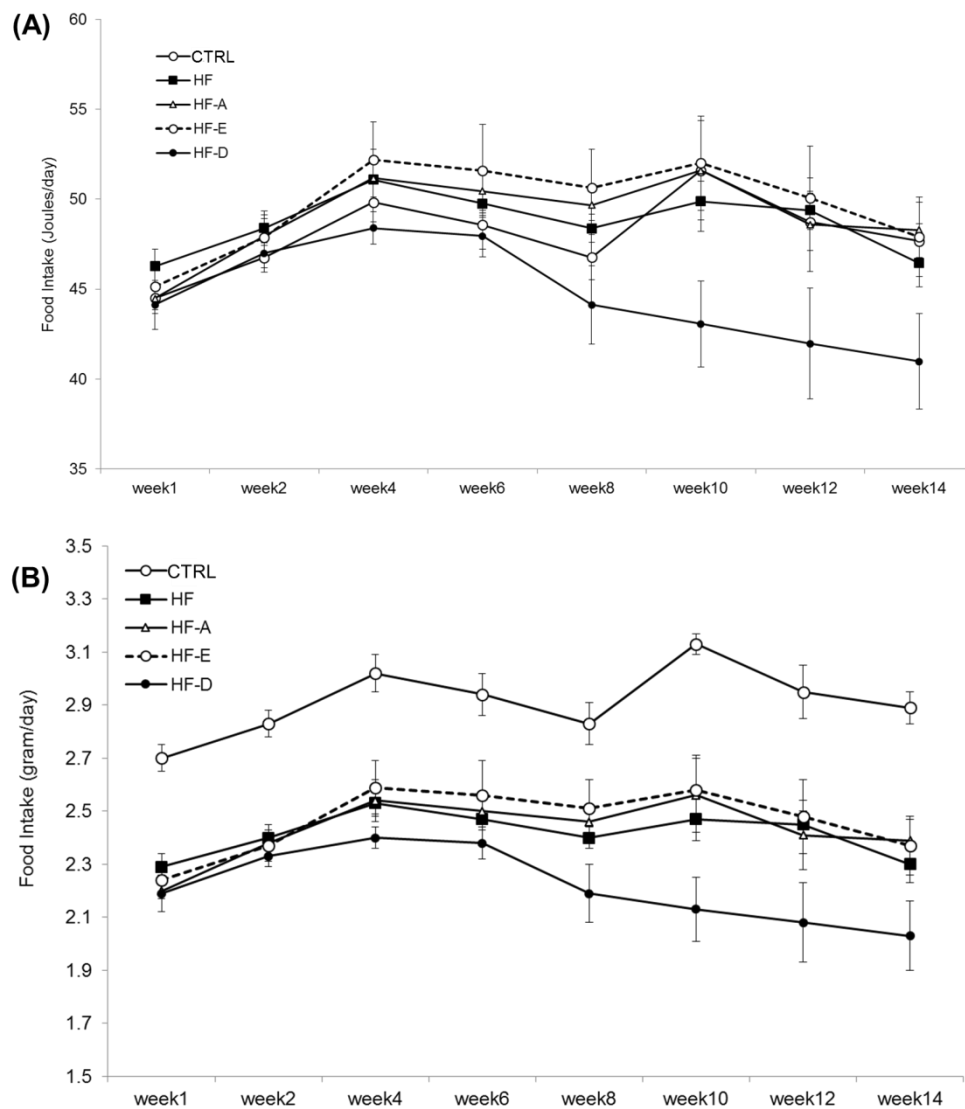 (A)
60
55
50
45
40
35
Food Intake (Joules/day)
CTRL
HF
HF-A
HF-E
HF-D
week1 week2 week4 week6 week8 week10 week12 week14
(B)
3.5
3.3
3.1
2.9
2.7
2.5
2.3
2.1
1.9
1.7
1.5
Food Intake (gram/day)
CTRL
HF
HF-A
HF-E
HF-D
week1 week2 week4 week6 week8 week10 week12 week14